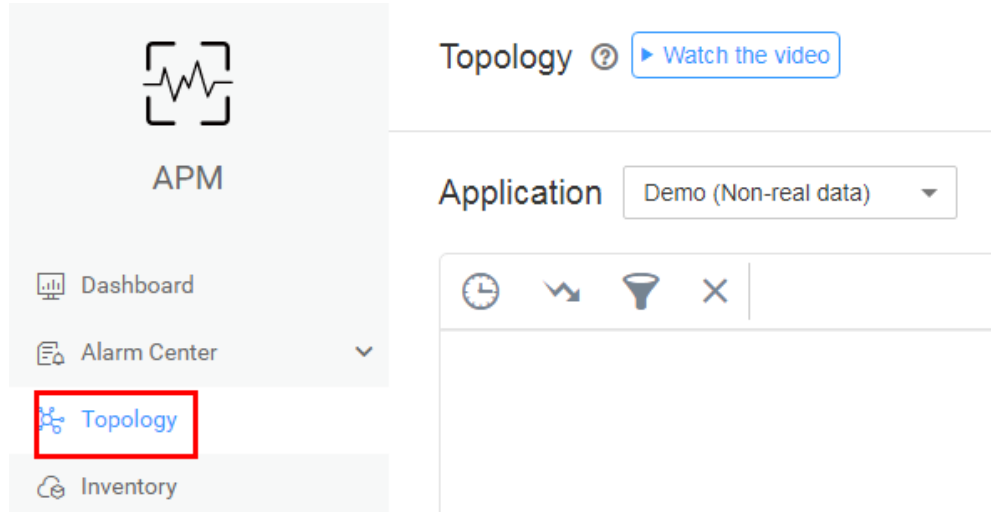 APM
Dashboard
Alarm Center
Topology
Inventory
Topology ? Watch the video
Application Demo (Non-real data)